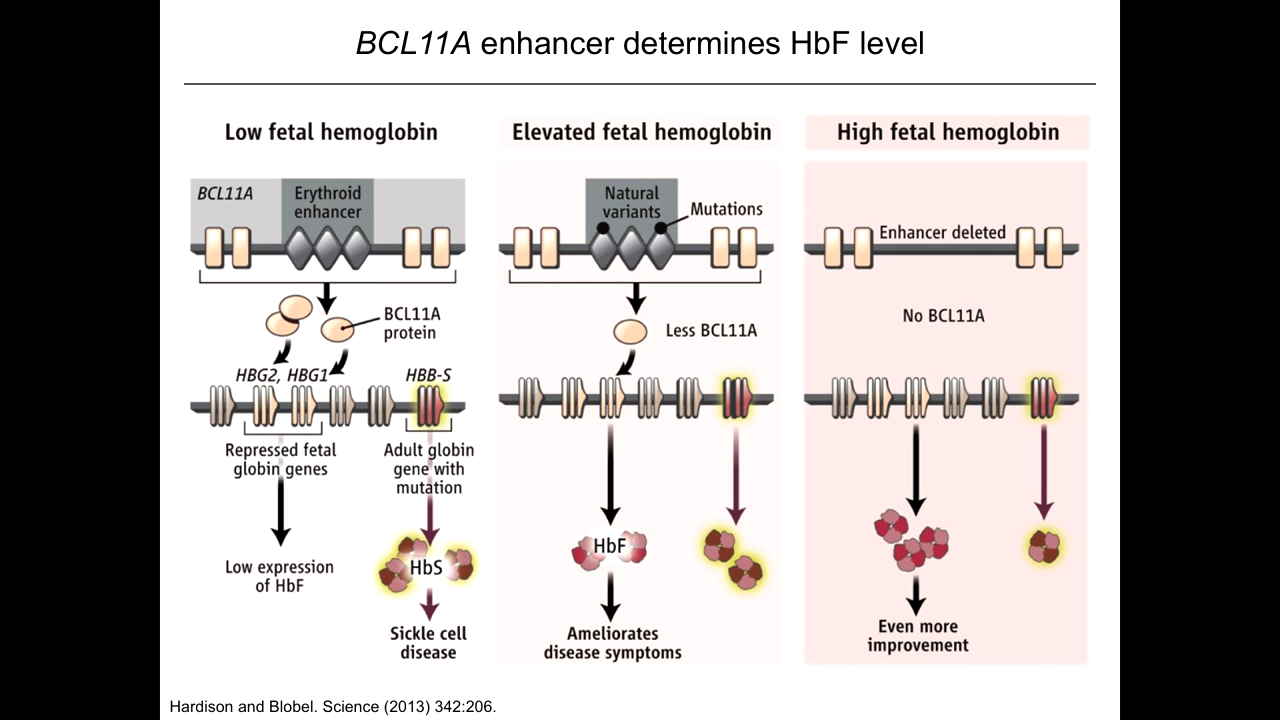 BCL11A enhancer determines HbF level
Low fetal hemoglobin
BCL11A
Erythroid
enhancer
BCL11A
protein
HBG2, HBG1
HBB-S
Repressed fetal
globin genes
Adult globin
gene with
mutation
Low expression
of HbF
HbS
Sickle cell
disease
Elevated fetal hemoglobin
Natural
variants
Mutations
Less BCL11A
HbF
Ameliorates
disease symptoms
High fetal hemoglobin
Enhancer deleted
No BCL11A
Even more
improvement
Hardison and Blobel. Science (2013) 342:206.